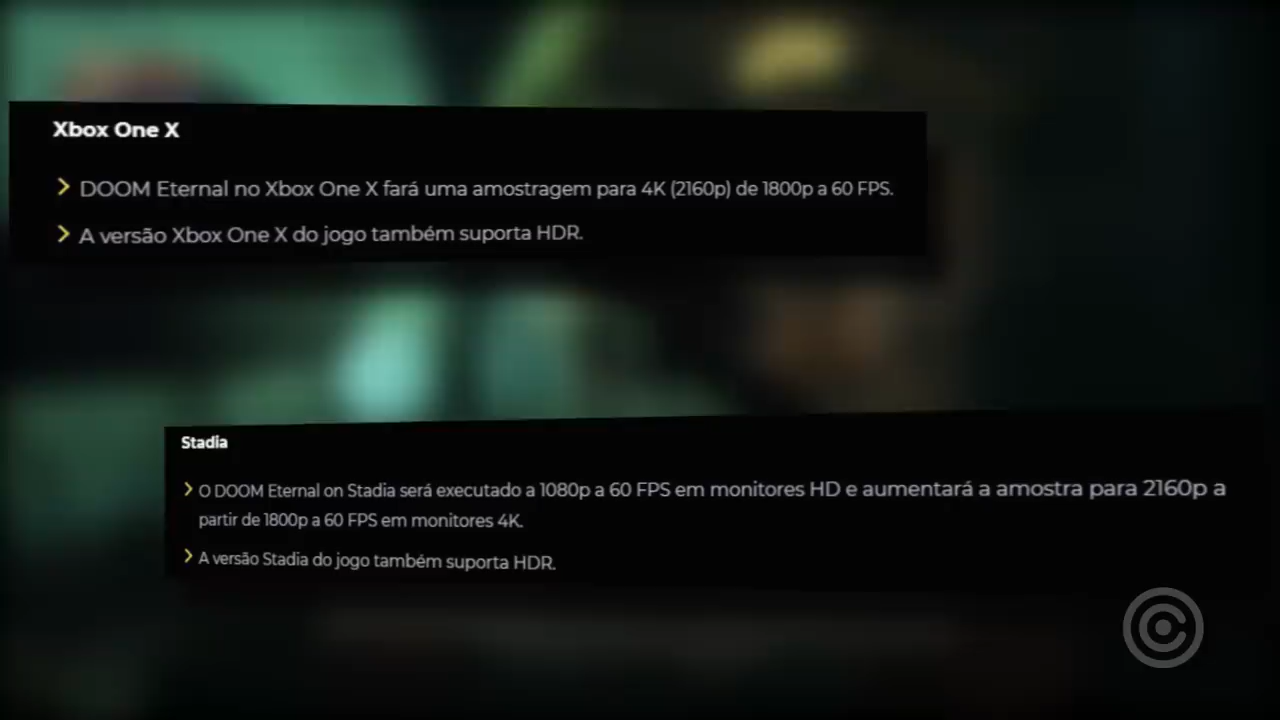 Xbox One X
DOOM Eternal no Xbox One X fará uma amostragem para 4K (2160p) de 1800p a 60 FPS.
A versão Xbox One X do jogo também suporta HDR.
Stadia
O DOOM Eternal on Stadia será executado a 1080p a 60 FPS em monitores HD e aumentará a amostra para 2160p a
partir de 1800p a 60 FPS em monitores 4K.
A versão Stadia do jogo também suporta HDR.